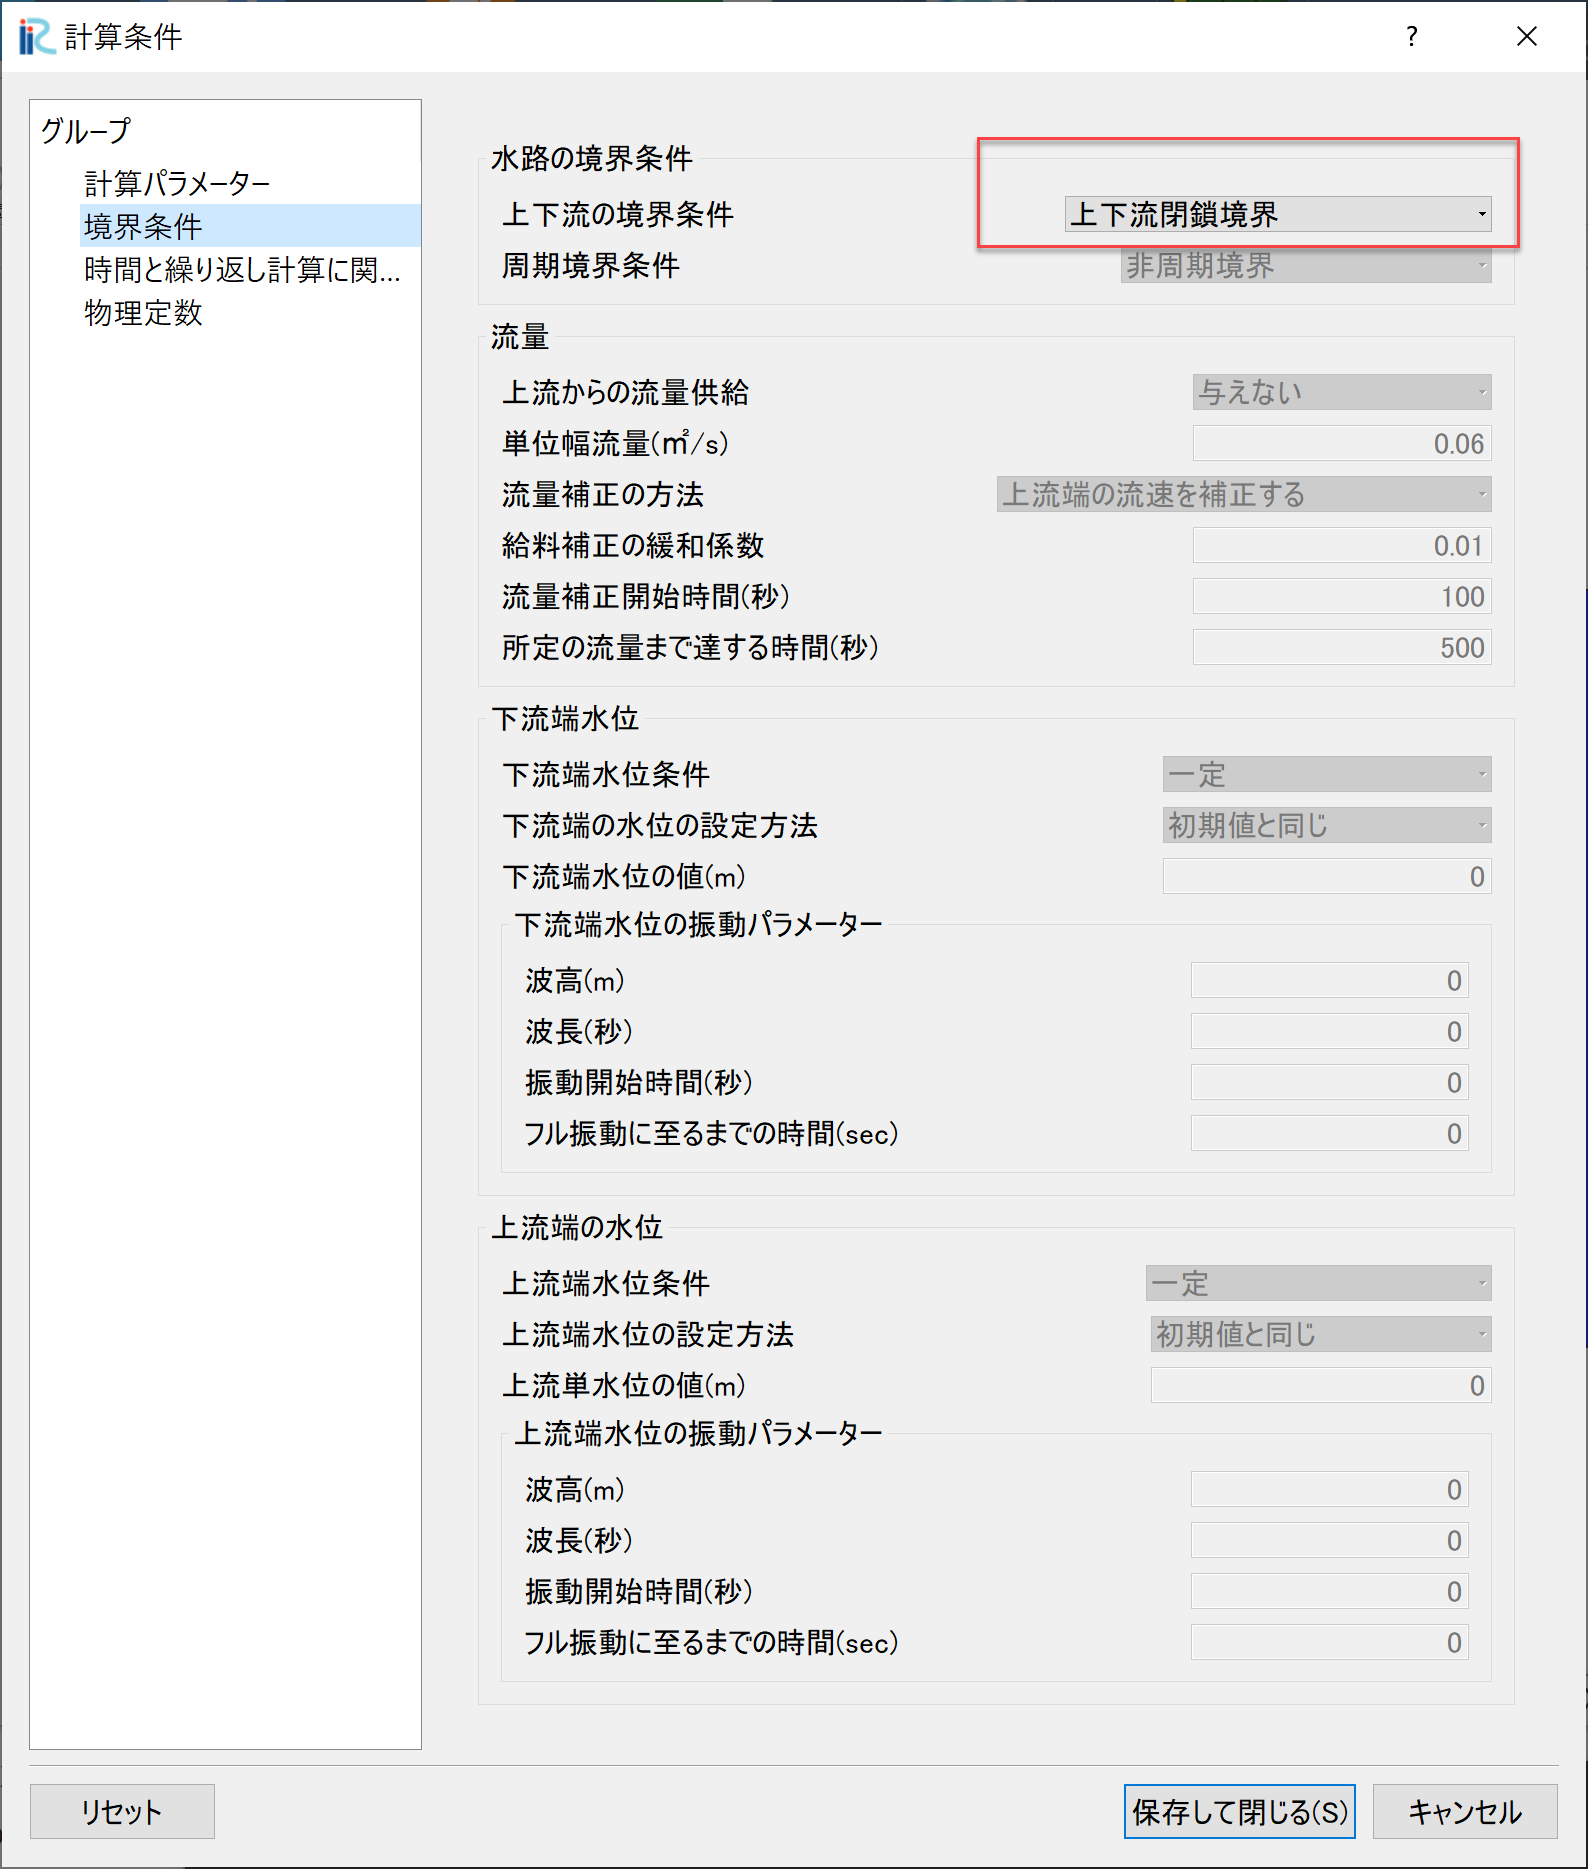 iRC 計算条件 ?
グループ
計算パラメーター
境界条件
時間と繰り返し計算に関...
物理定数
水路の境界条件
上下流の境界条件 上下流閉鎖境界
周期境界条件 非周期境界
流量
上流からの流量供給 与えない
単位幅流量(㎡/s) 0.06
流量補正の方法 上流端の流速を補正する
給料補正の緩和係数 0.01
流量補正開始時間(秒) 100
所定の流量まで達する時間(秒) 500
下流端水位
下流端水位条件 一定
下流端の水位の設定方法 初期値と同じ
下流端水位の値(m) 0
下流端水位の振動パラメーター
波高(m) 0
波長(秒) 0
振動開始時間(秒) 0
フル振動に至るまでの時間(sec) 0
上流端の水位
上流端水位条件 一定
上流端水位の設定方法 初期値と同じ
上流単水位の値(m) 0
上流端水位の振動パラメーター
波高(m) 0
波長(秒) 0
振動開始時間(秒) 0
フル振動に至るまでの時間(sec) 0
リセット 保存して閉じる(S) キャンセル